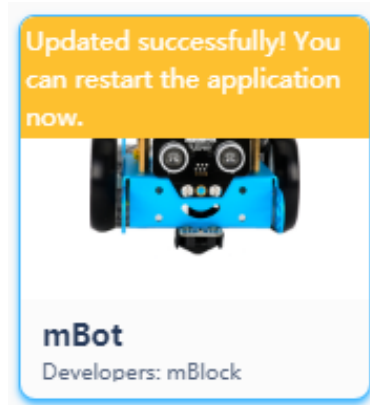 Updated successfully! You
can restart the application
now.
mBot
Developers: mBlock